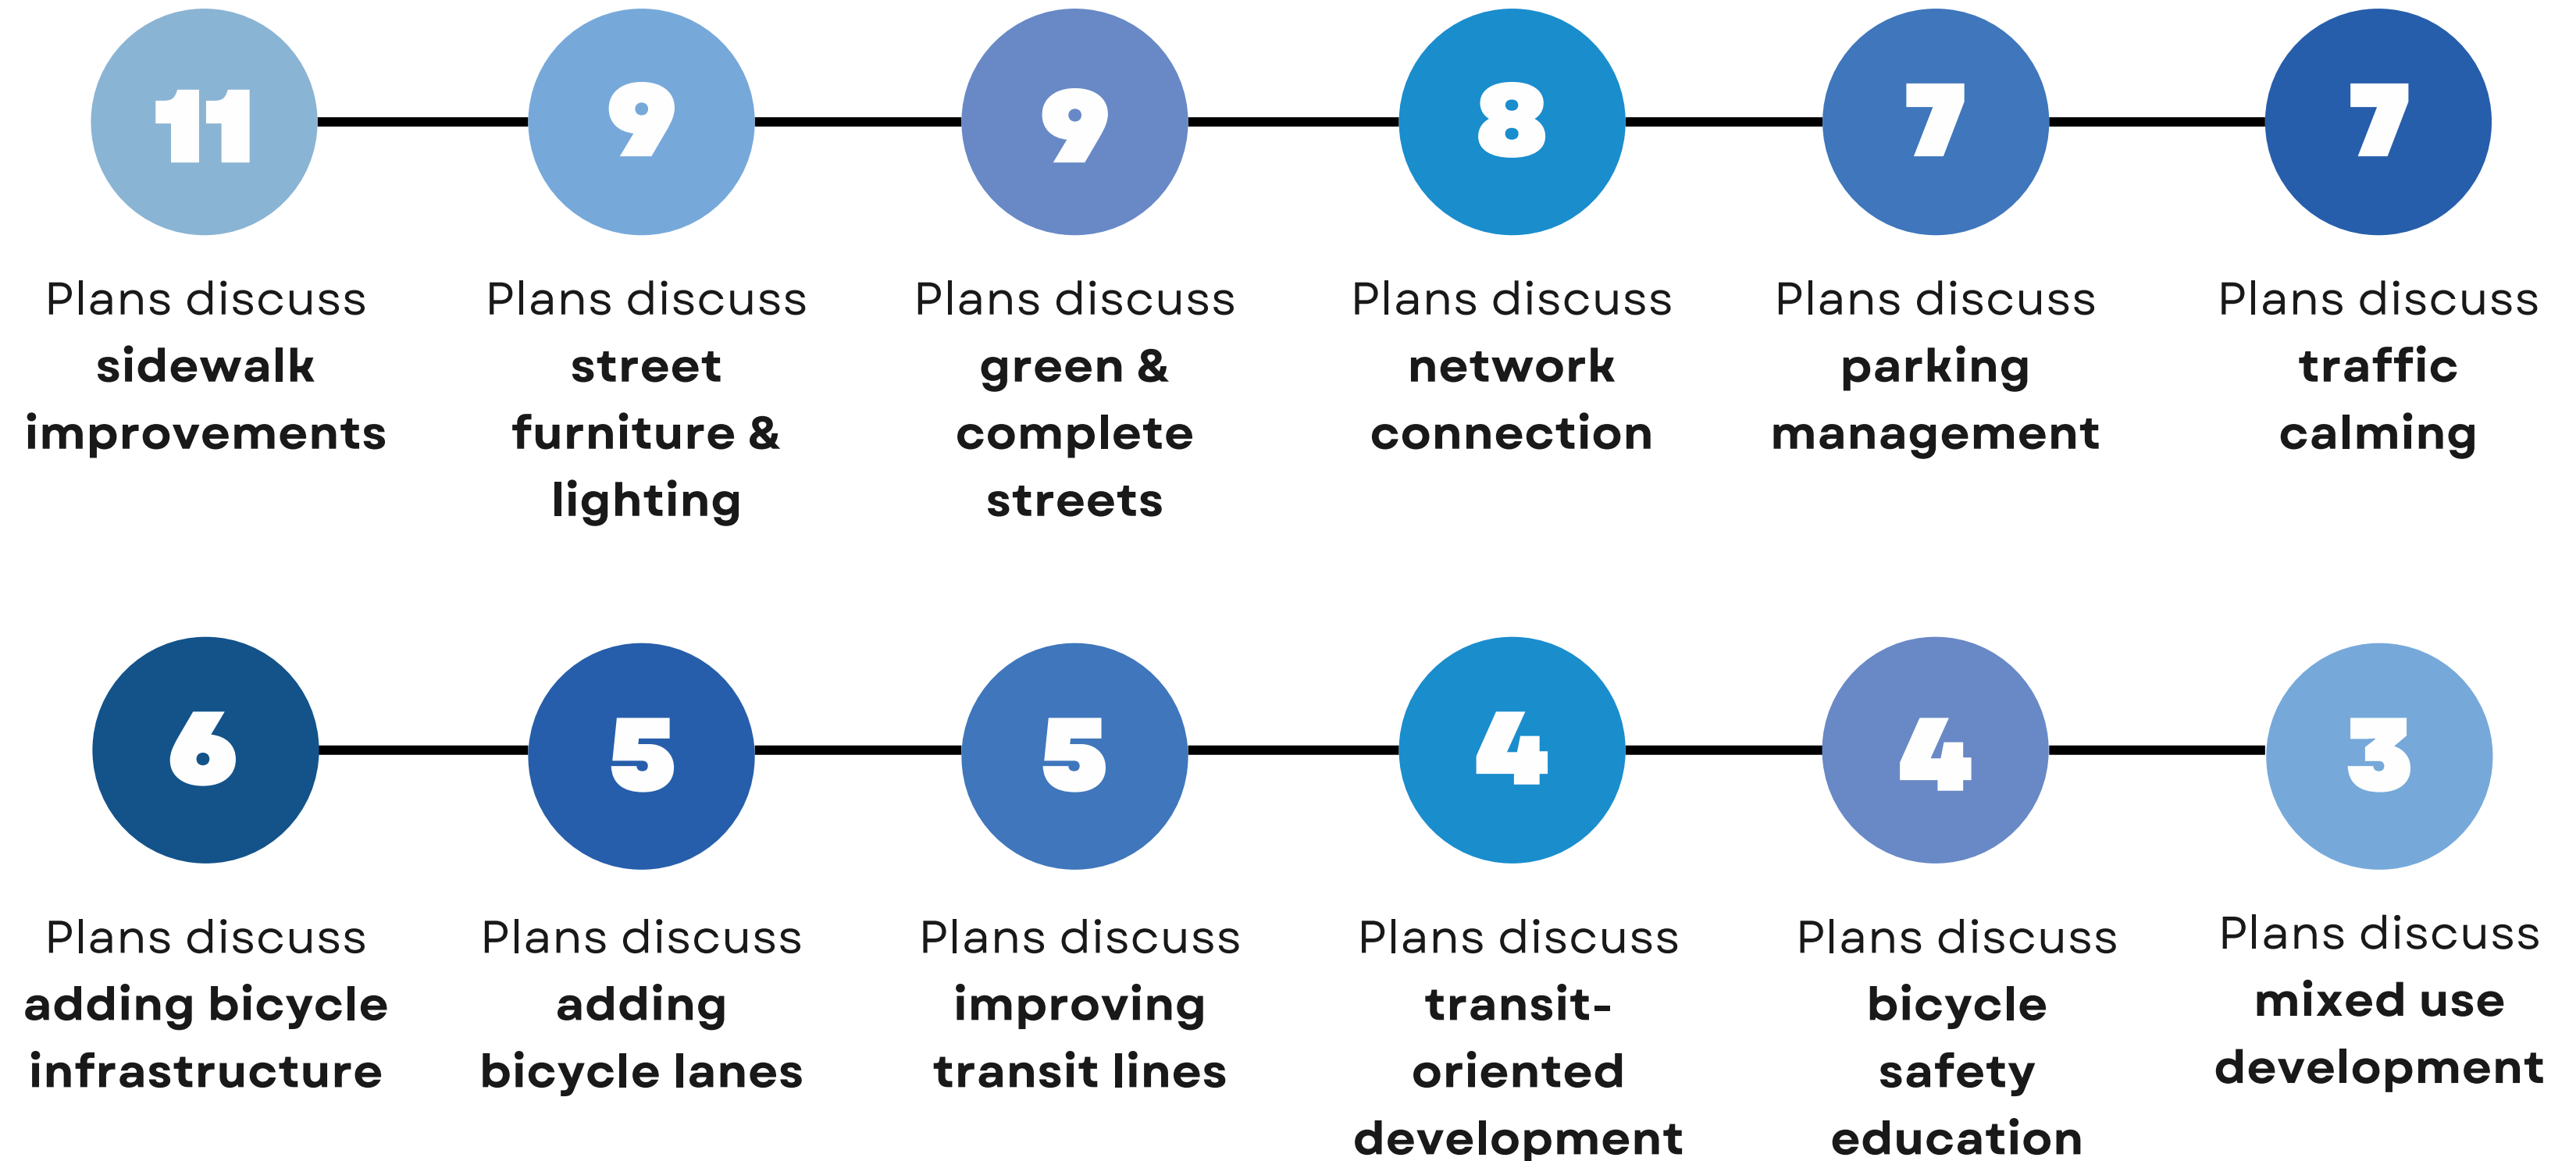 11
Plans discuss
sidewalk
improvements
9
Plans discuss
street
furniture &
lighting
9
Plans discuss
green &
complete
streets
8
Plans discuss
network
connection
7
Plans discuss
parking
management
7
Plans discuss
traffic
calming
6
Plans discuss
adding bicycle
infrastructure
5
Plans discuss
adding
bicycle lanes
5
Plans discuss
improving
transit lines
4
Plans discuss
transit-
oriented
development
4
Plans discuss
bicycle
safety
education
3
Plans discuss
mixed use
development